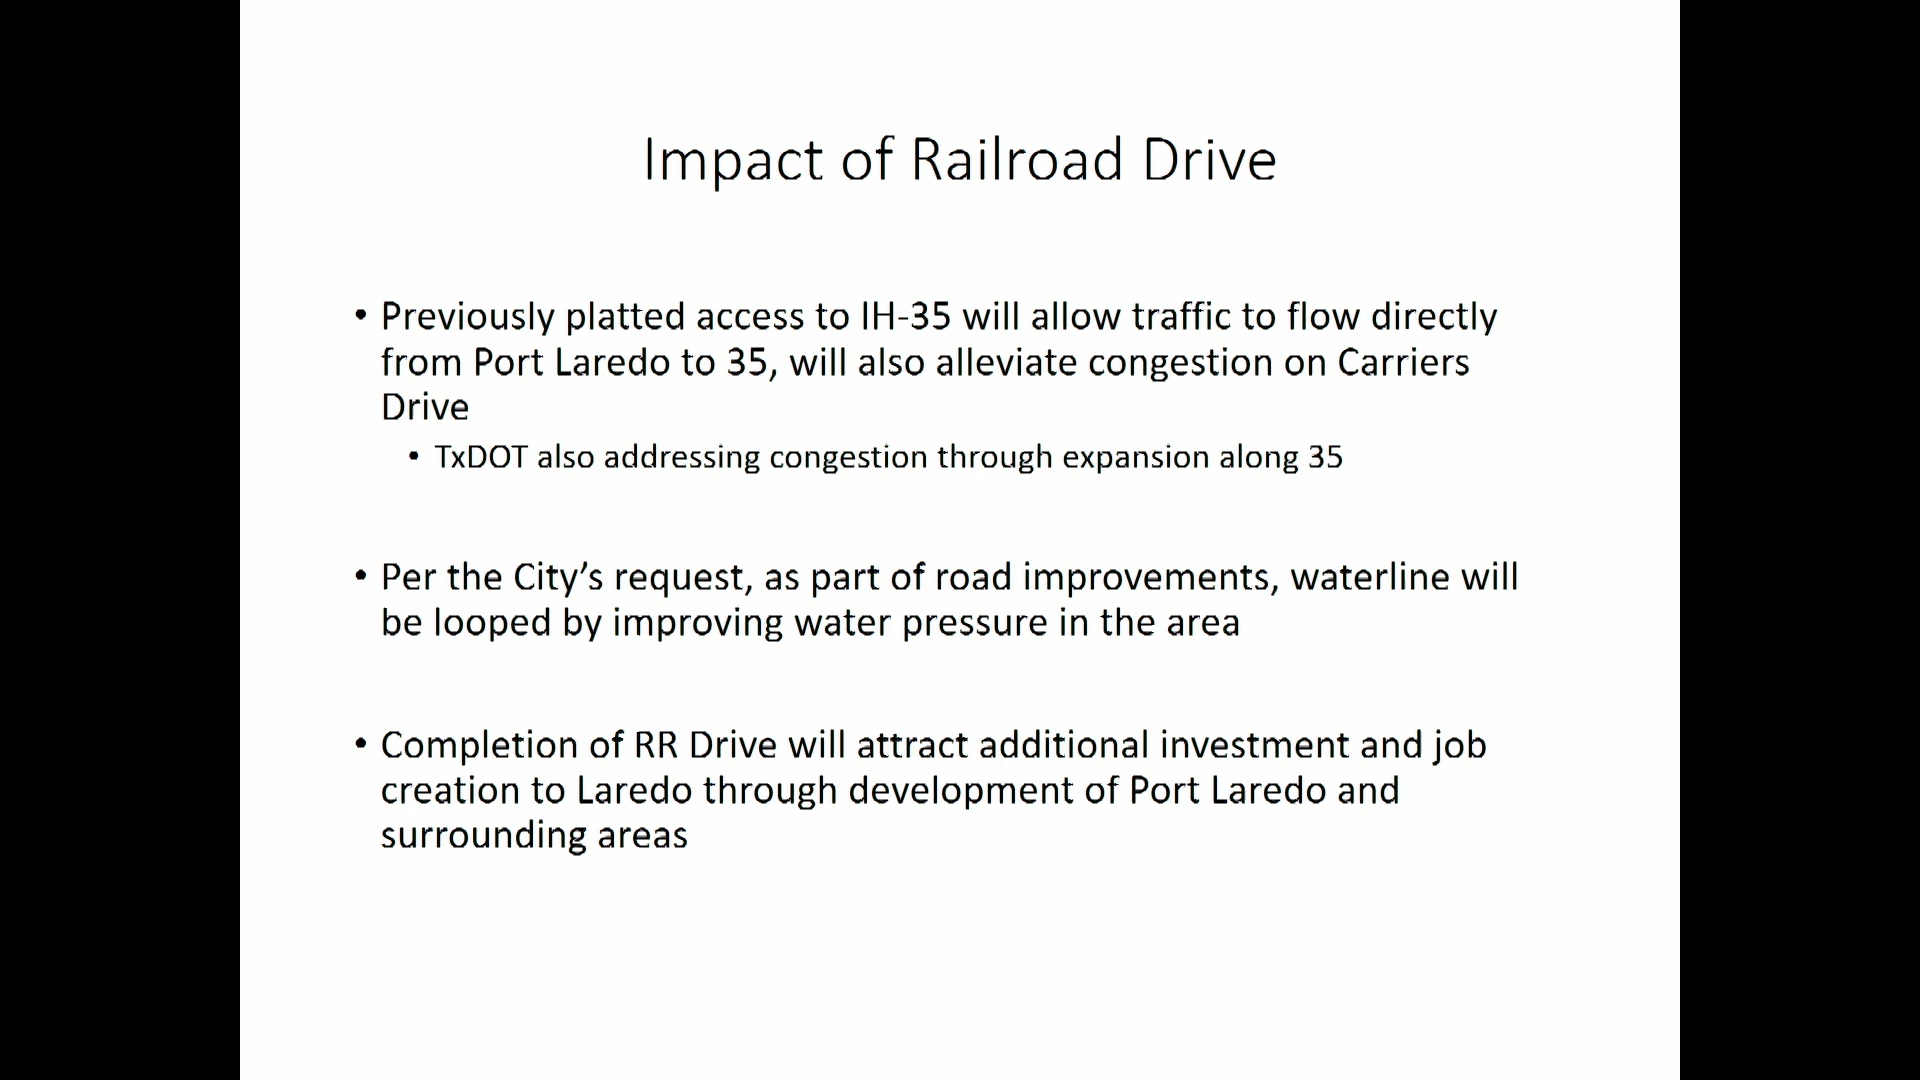 Impact of Railroad Drive
• Previously platted access to IH-35 will allow traffic to flow directly
from Port Laredo to 35, will also alleviate congestion on Carriers
Drive
• TxDOT also addressing congestion through expansion along 35
• Per the City’s request, as part of road improvements, waterline will
be looped by improving water pressure in the area
• Completion of RR Drive will attract additional investment and job
creation to Laredo through development of Port Laredo and
surrounding areas